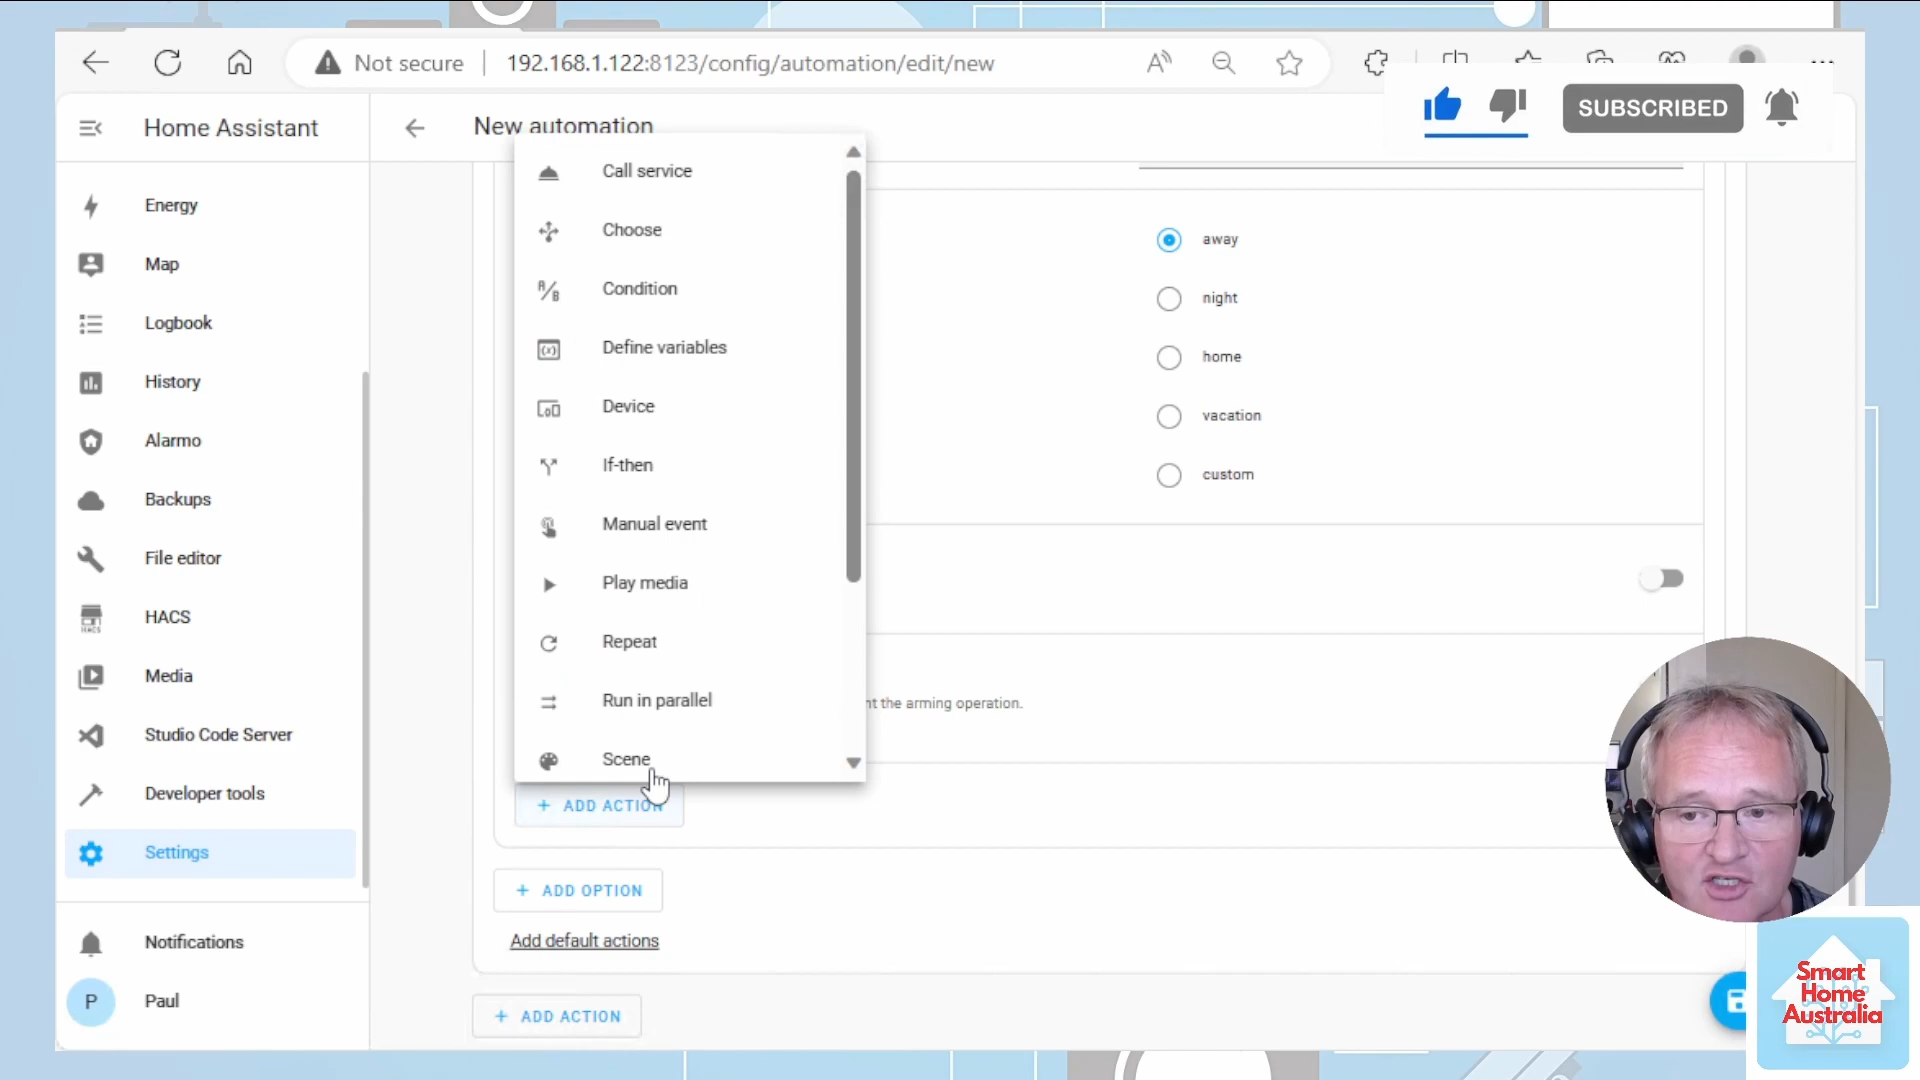 Not secure
192.168.1.122:8123/config/automation/edit/new
SUBSCRIBED
Home Assistant
New automation
Energy
Map
Logbook
History
Alarmo
Backups
File editor
HACS
HACS
Media
Studio Code Server
Developer tools
Settings
Notifications
P
Paul
Call service
Choose
Condition
Define variables
Device
If-then
Manual event
Play media
Repeat
Run in parallel
Scene
away
night
home
vacation
custom
the arming operation.
+ ADD ACTION
+ ADD OPTION
Add default actions
+ ADD ACTION
Smart
Home
Australia